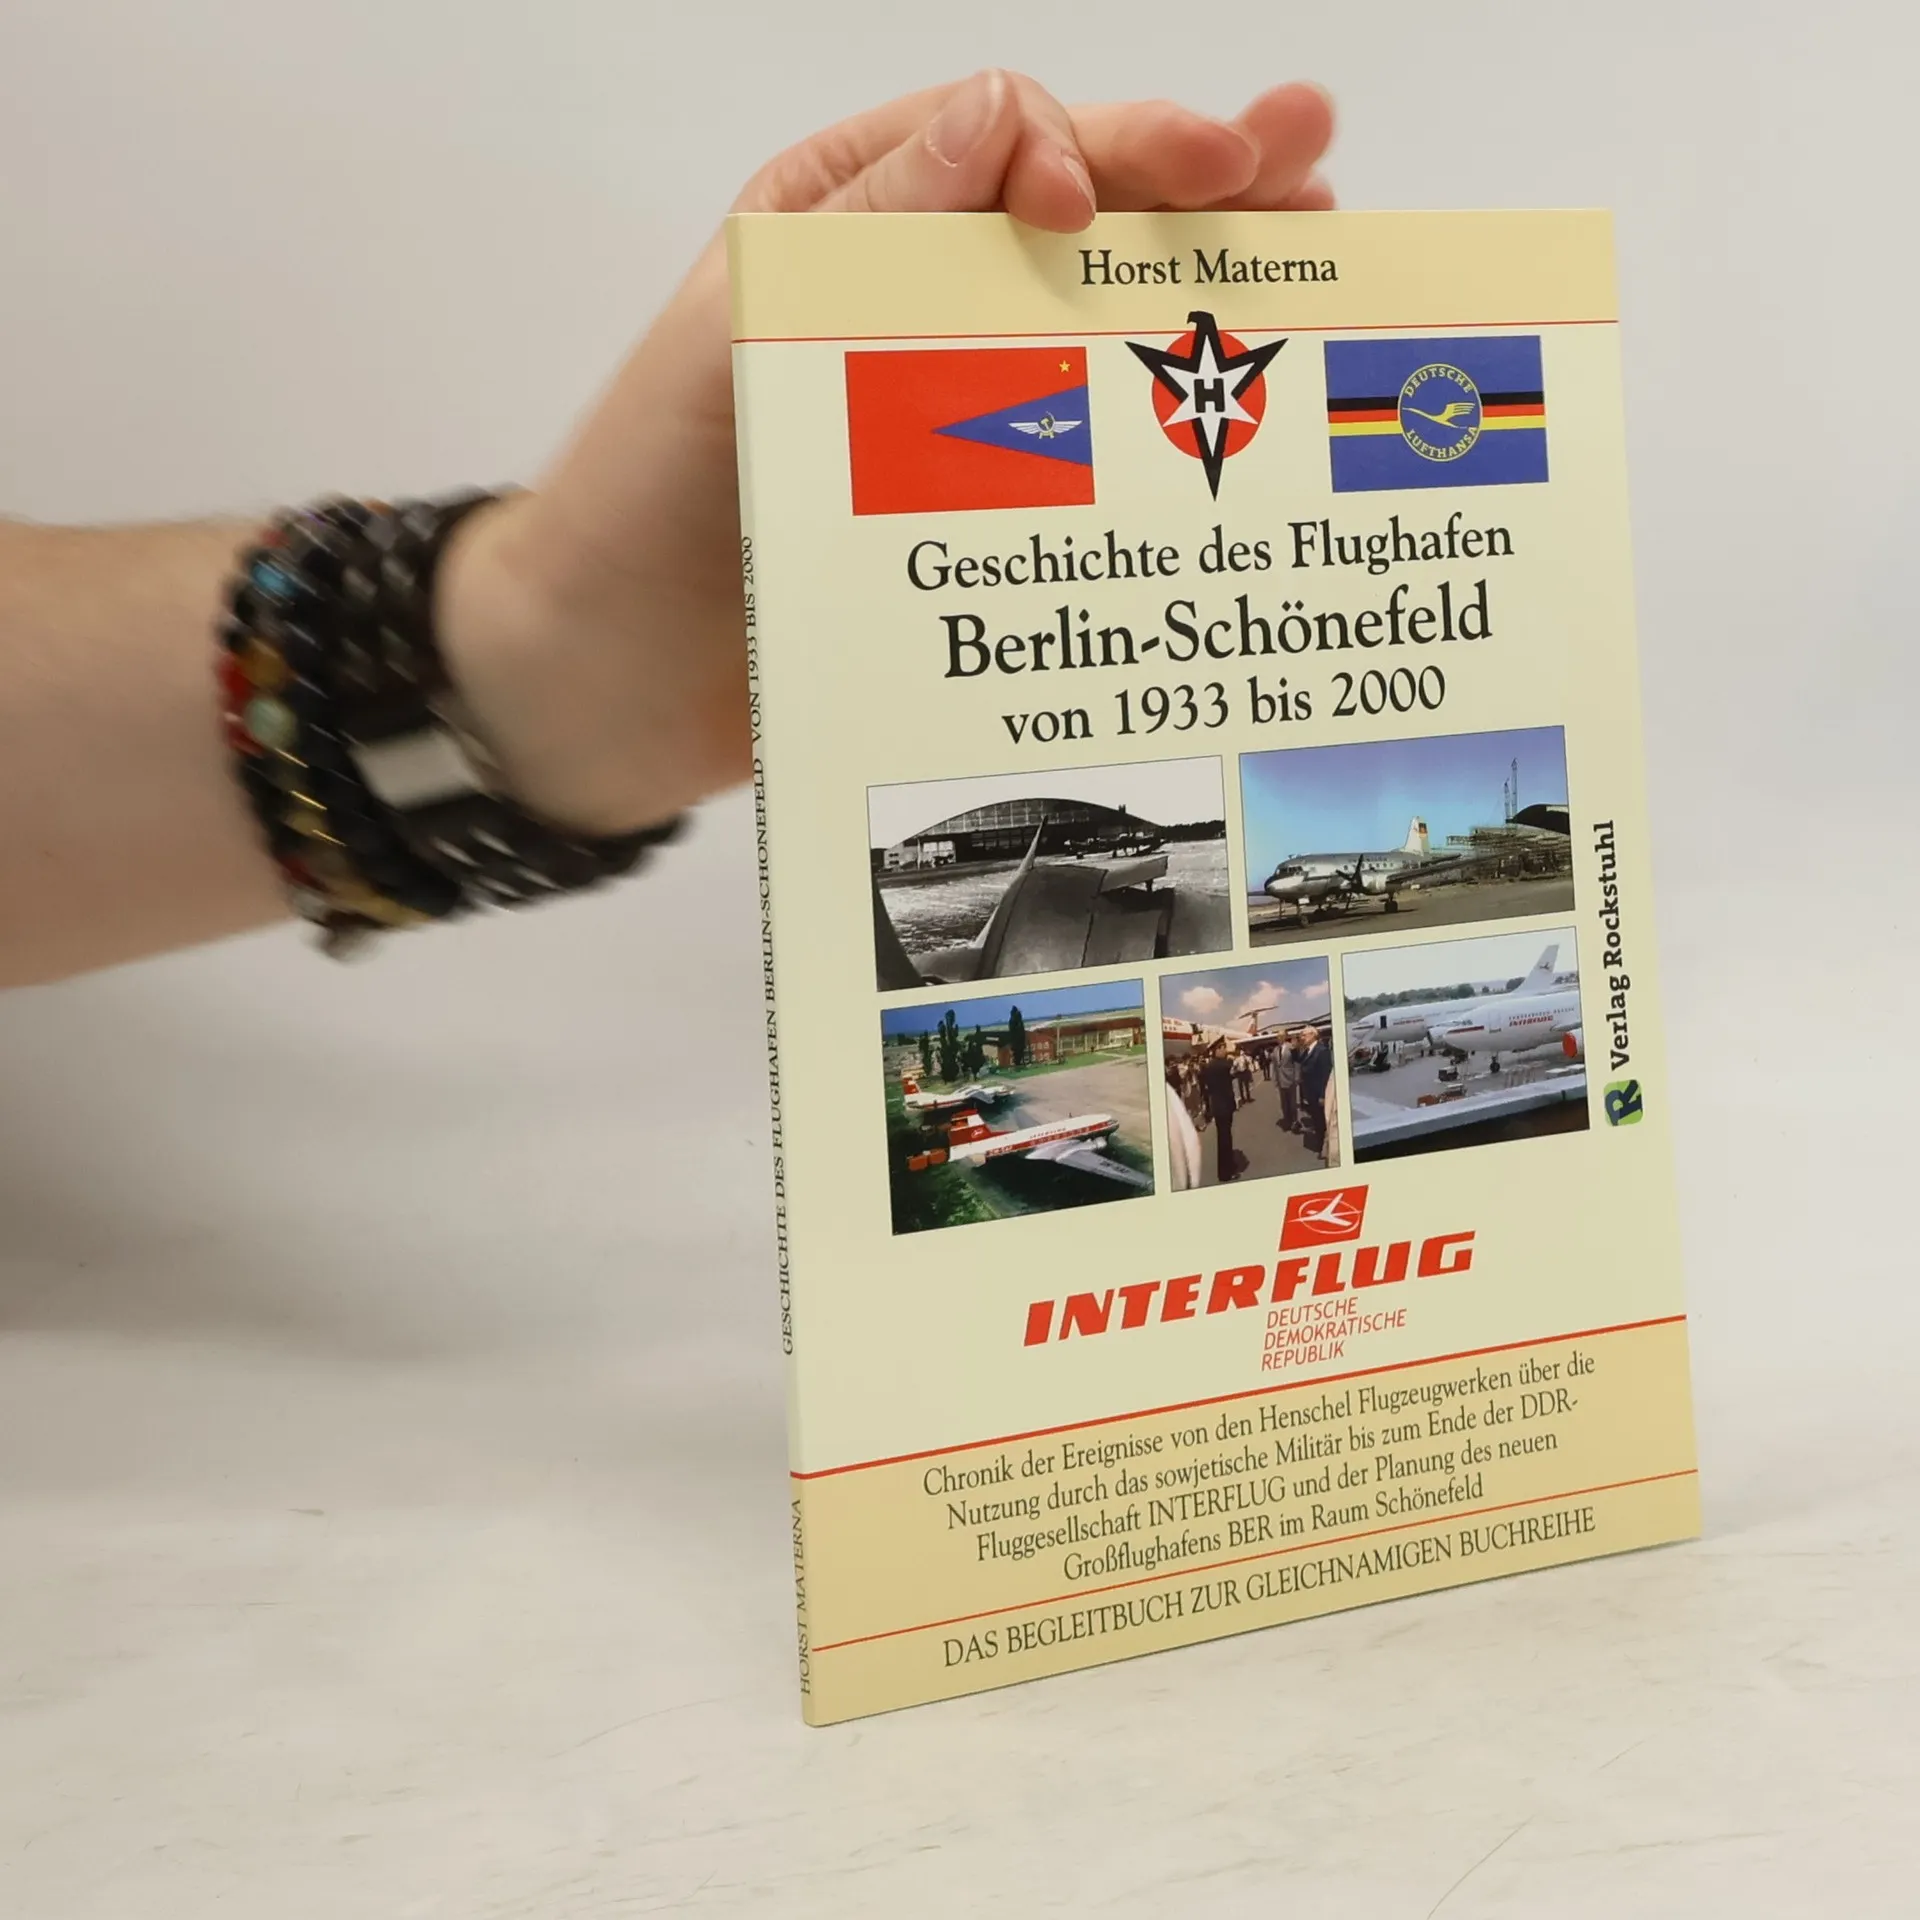 Horst Materna
H
DEUTSCHE
LUFTHANSA
Geschichte des Flughafen
Berlin-Schönefeld
von 1933 bis 2000
INTERFLUG
R Verlag Rockstuhl
INTERFLUG
DEUTSCHE
DEMOKRATISCHE
REPUBLIK
Chronik der Ereignisse von den Henschel Flugzeugwerken über die
Nutzung durch das sowjetische Militär bis zum Ende der DDR-
Fluggesellschaft INTERFLUG und der Planung des neuen
Großflughafens BER im Raum Schönefeld
DAS BEGLEITBUCH ZUR GLEICHNAMIGEN BUCHREIHE
HORST MATERNA GESCHICHTE DES FLUGHAFEN BERLIN-SCHÖNEFELD VON 1933 BIS 2000